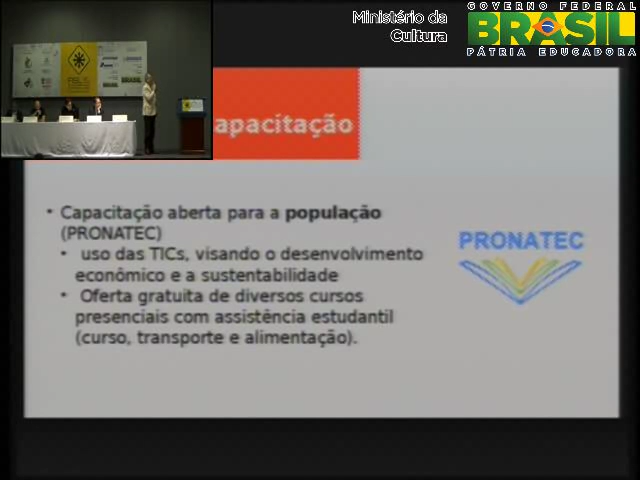 Ministério da
Cultura
GOVERNO FEDERAL
BRASIL
PÁTRIA EDUCADORA
BRASIL
apacitação
• Capacitação aberta para a população
(PRONATEC)
• uso das TICs, visando o desenvolvimento
econômico e a sustentabilidade
• Oferta gratuita de diversos cursos
presenciais com assistência estudantil
(curso, transporte e alimentação).
PRONATEC